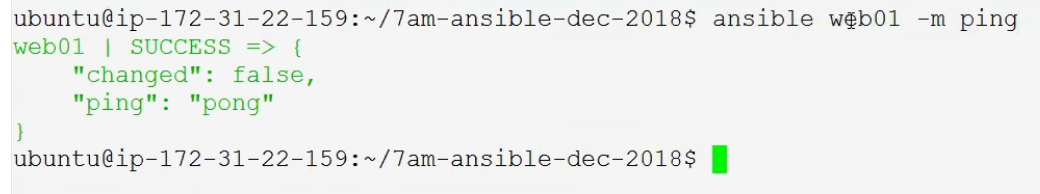 ubuntu@ip-172-31-22-159:~/7am-ansible-dec-2018$ ansible web01 -m ping
web01 | SUCCESS => {
    "changed": false,
    "ping": "pong"
}
ubuntu@ip-172-31-22-159:~/7am-ansible-dec-2018$